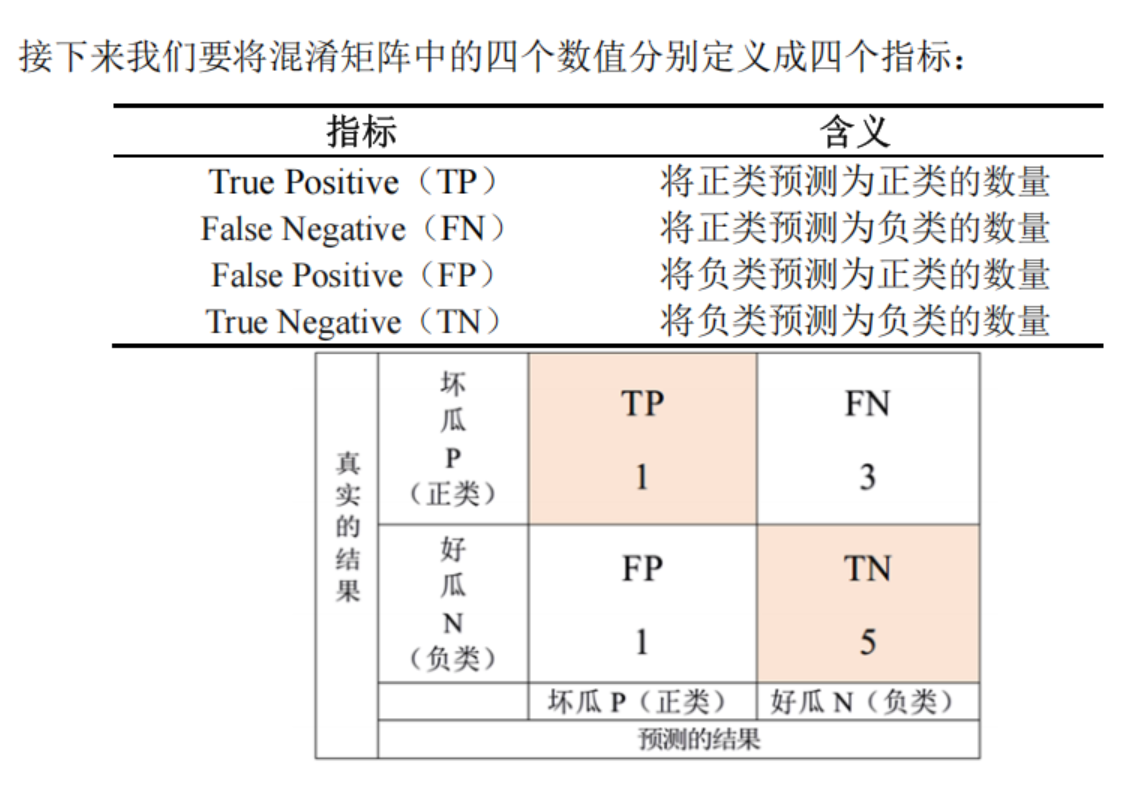 接下来我们要将混淆矩阵中的四个数值分别定义成四个指标：
指标 含义
True Positive（TP） 将正类预测为正类的数量
False Negative（FN） 将正类预测为负类的数量
False Positive（FP） 将负类预测为正类的数量
True Negative（TN） 将负类预测为负类的数量
真实的结果
坏瓜P（正类）
TP FN
1 3
好瓜N（负类）
FP TN
1 5
坏瓜 P（正类） 好瓜 N（负类）
预测的结果